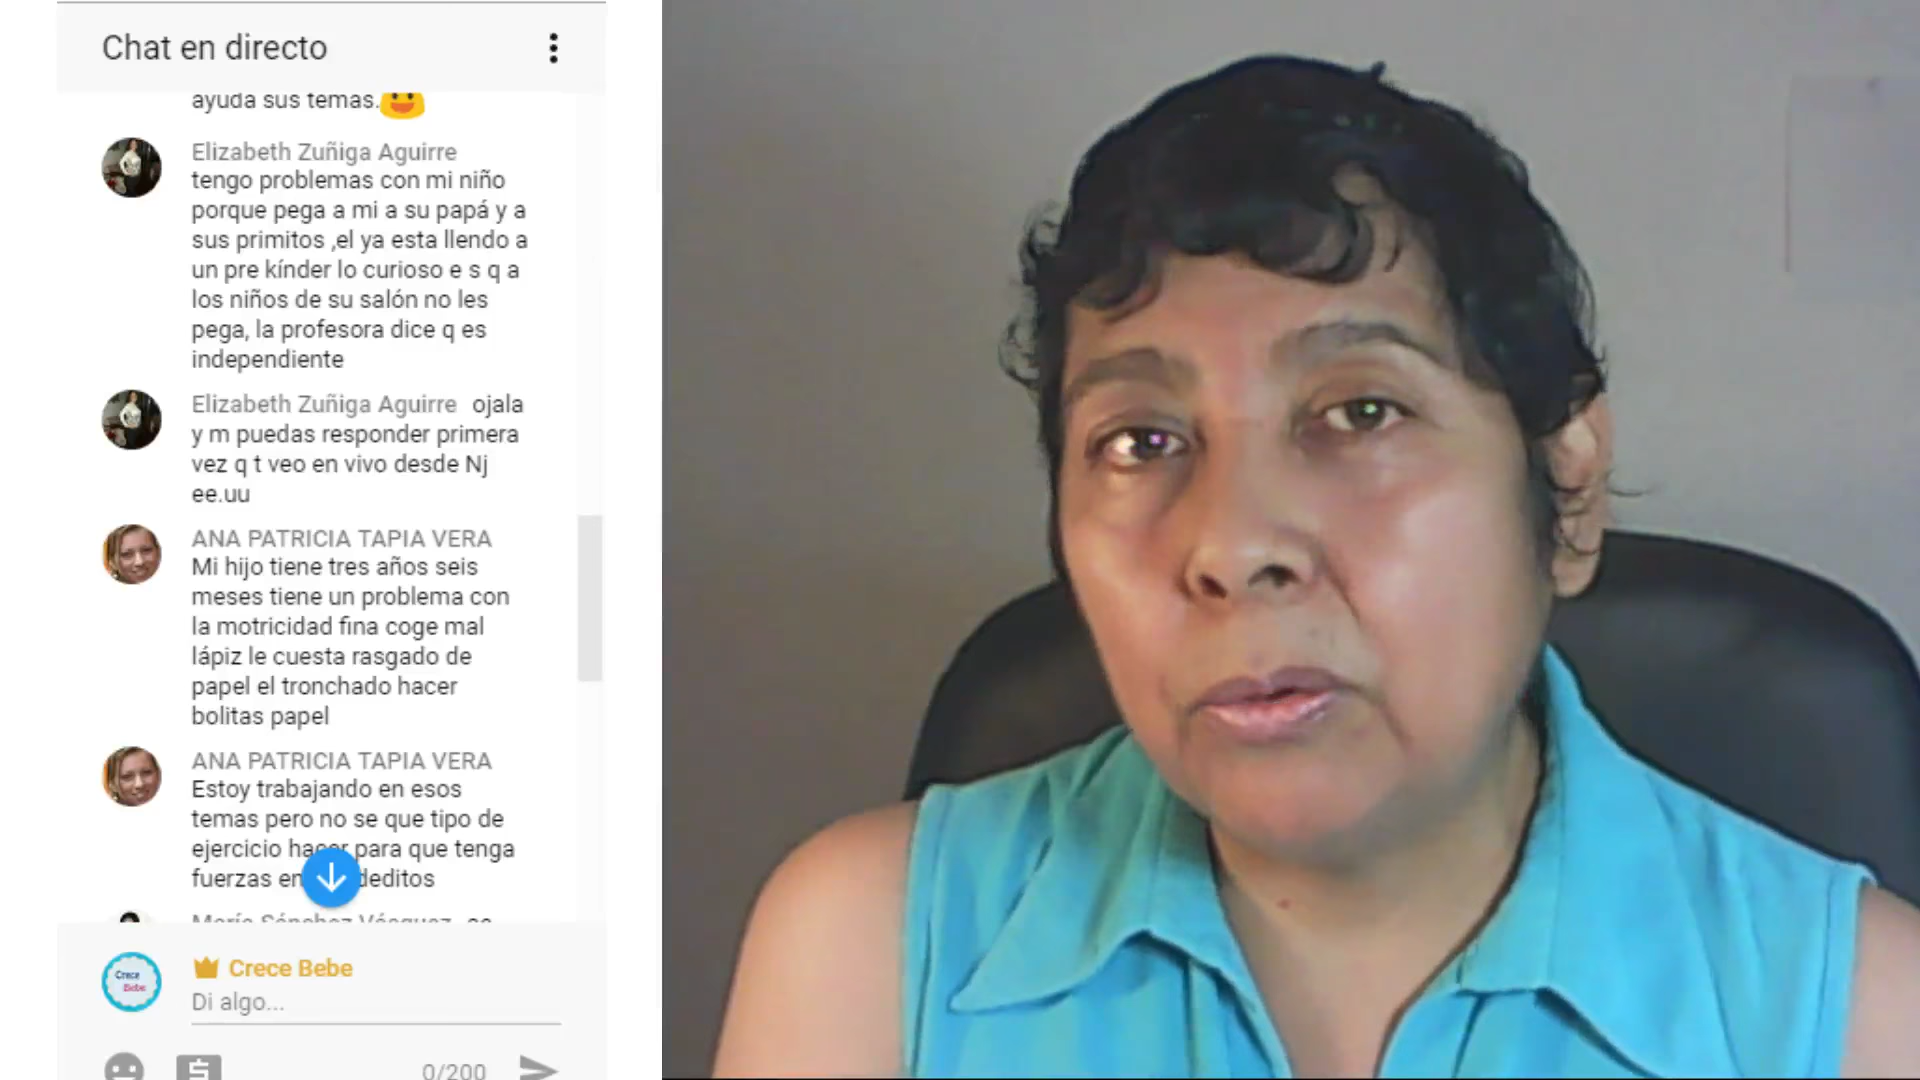 Chat en directo
ayuda sus temas.
Elizabeth Zuñiga Aguirre
tengo problemas con mi niño
porque pega a mi a su papá y a
sus primitos ,el ya esta llendo a
un pre kínder lo curioso e s q a
los niños de su salón no les
pega, la profesora dice q es
independiente
Elizabeth Zuñiga Aguirre ojala
y m puedas responder primera
vez q t veo en vivo desde Nj
ee.uu
ANA PATRICIA TAPIA VERA
Mi hijo tiene tres años seis
meses tiene un problema con
la motricidad fina coge mal
lápiz le cuesta rasgado de
papel el tronchado hacer
bolitas papel
ANA PATRICIA TAPIA VERA
Estoy trabajando en esos
temas pero no se que tipo de
ejercicio hacer para que tenga
fuerzas en deditos
María Sánchez Vásquez
Crece Bebe
Crece
Bebe
Di algo...
0/200